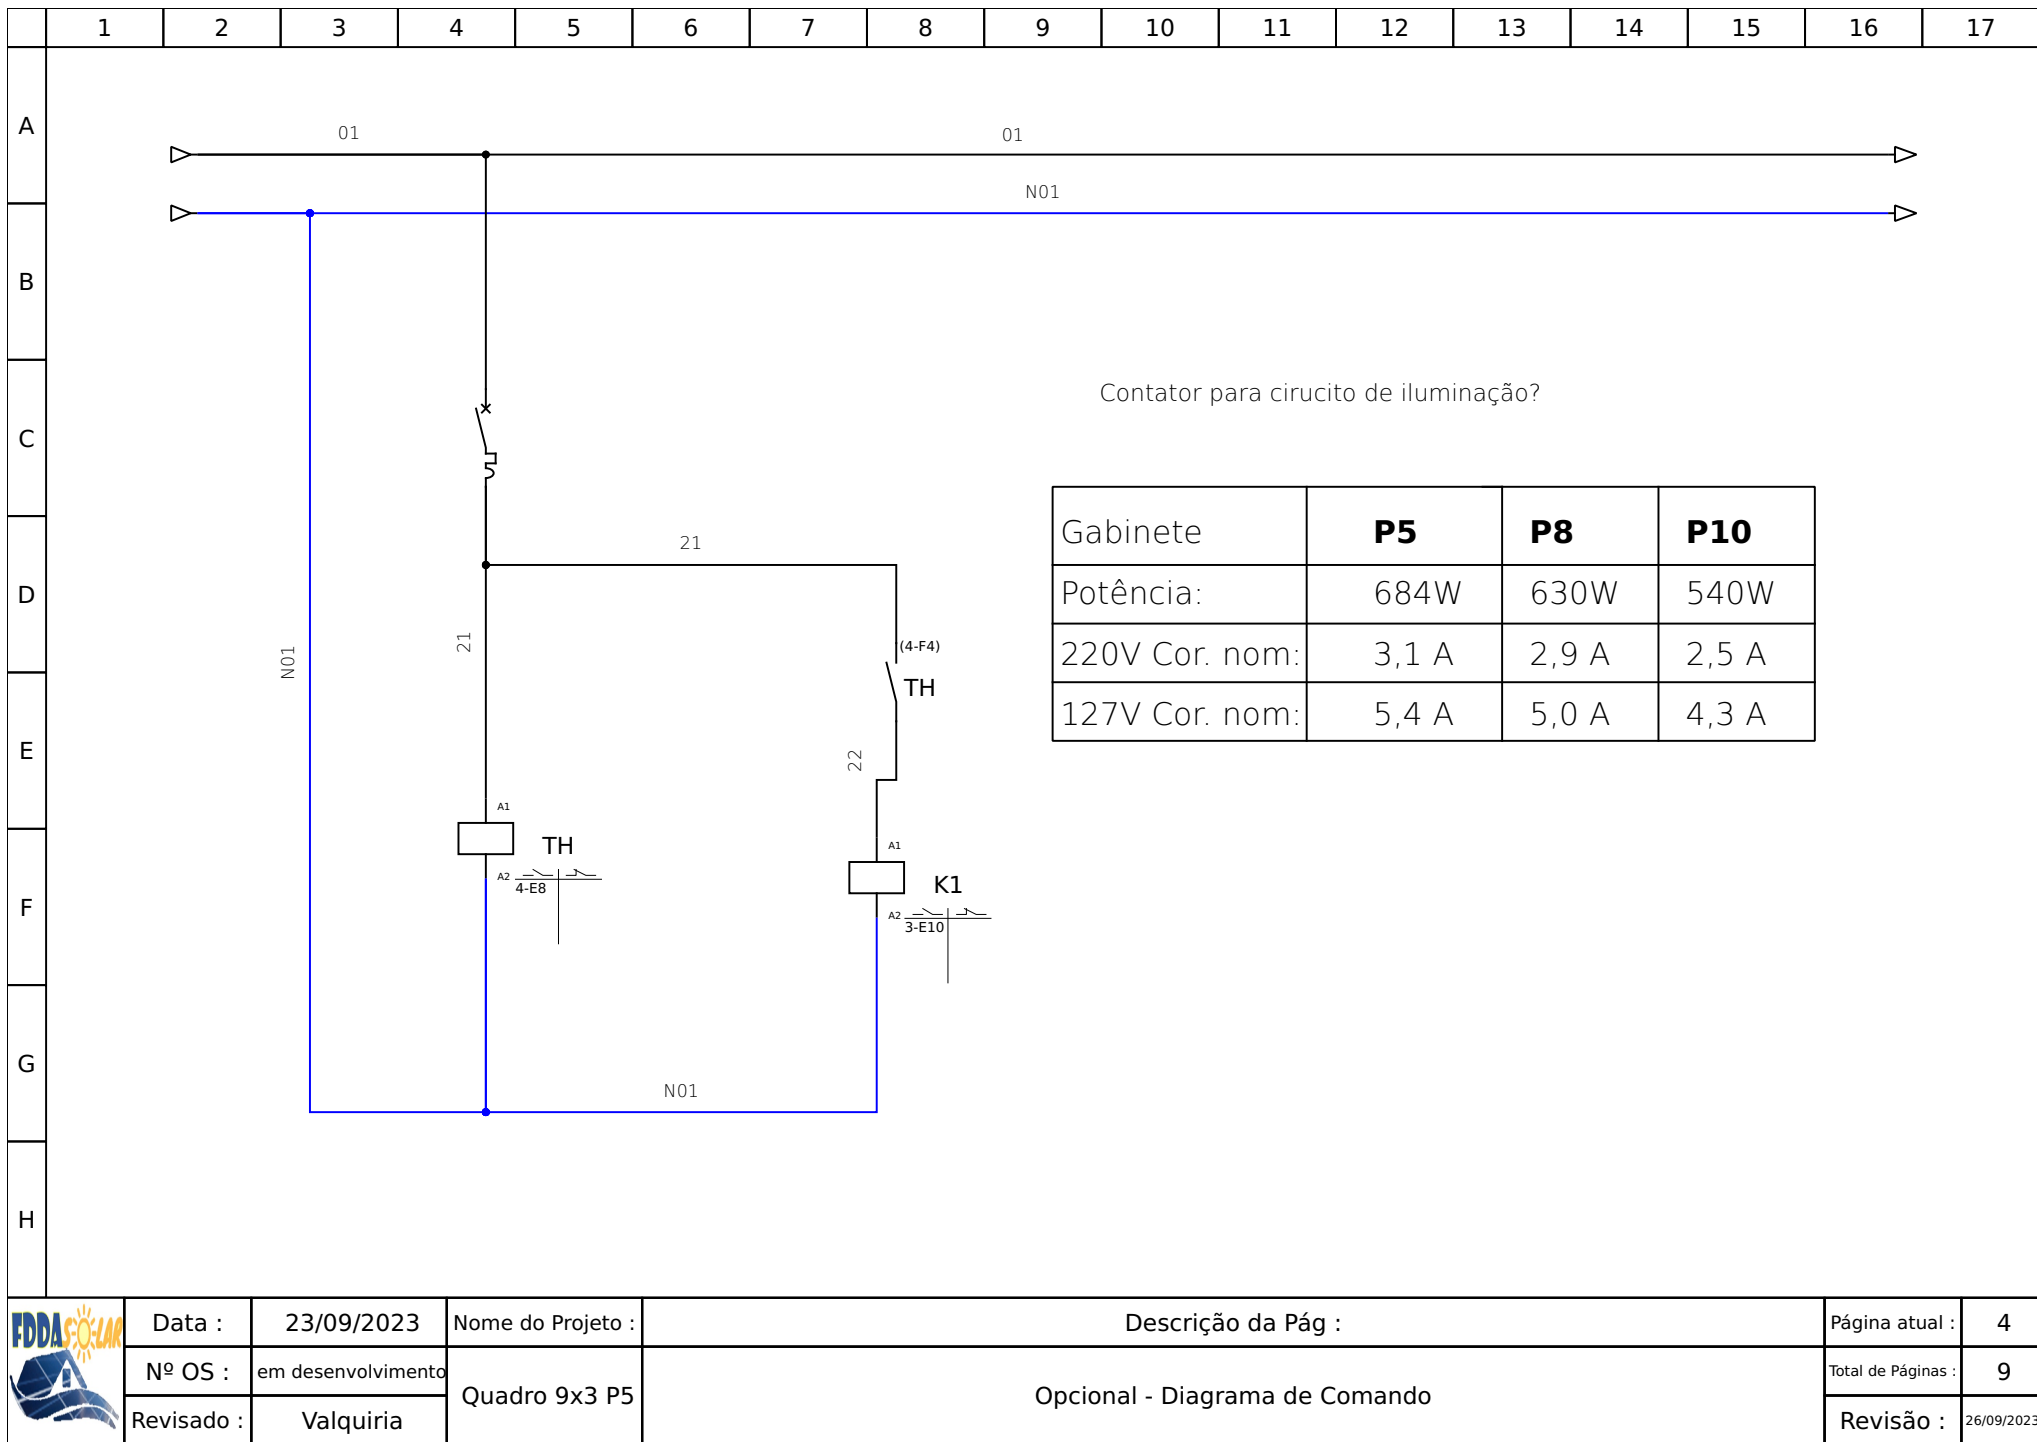 1 2 3 4 5 6 7 8 9 10 11 12 13 14 15 16 17
A
01 01
N01
B
Contator para cirucito de iluminação?
C
Gabinete P5 P8 P10
21
Potência: 684W 630W 540W
D
21
N01
(4-F4)
220V Cor. nom: 3,1 A 2,9 A 2,5 A
TH
127V Cor. nom: 5,4 A 5,0 A 4,3 A
E
22
A1
TH
A1
A2
4-E8
K1
F
A2
3-E10
G
N01
H
FDDA SOLAR
Data : 23/09/2023 Nome do Projeto : Descrição da Pág : Página atual : 4
Nº OS : em desenvolvimento Quadro 9x3 P5 Opcional - Diagrama de Comando Total de Páginas : 9
Revisado : Valquiria Revisão : 26/09/2023